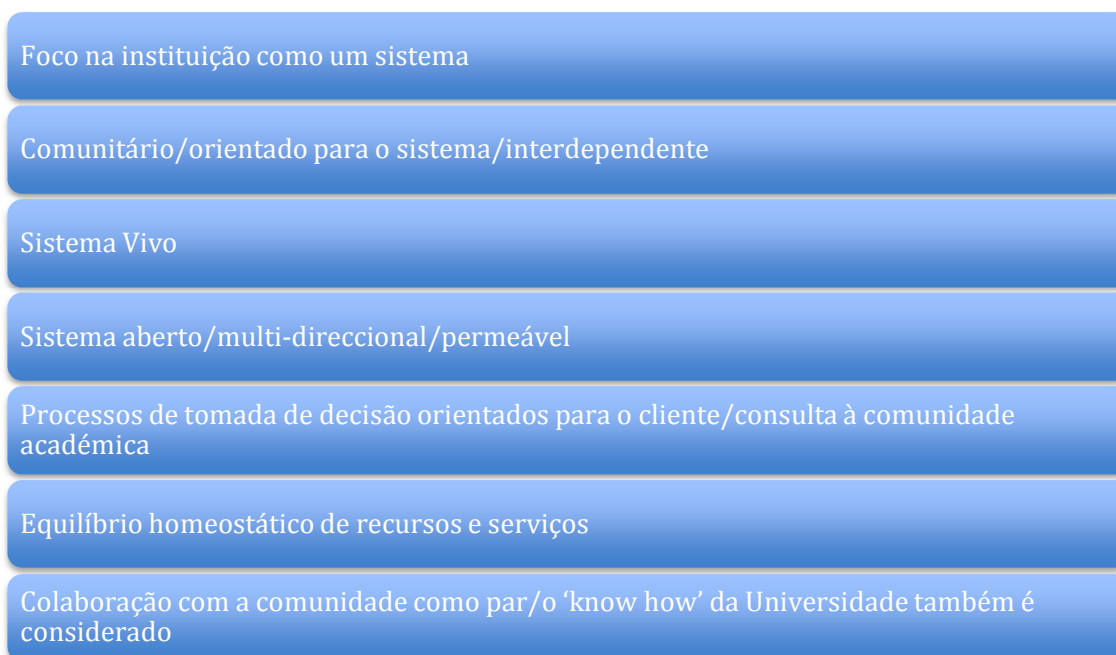 Foco na instituição como um sistema
Comunitário/orientado para o sistema/interdependente
Sistema Vivo
Sistema aberto/multi-direccional/permeável
Processos de tomada de decisão orientados para o cliente/consulta à comunidade
académica
Equilíbrio homeostático de recursos e serviços
Colaboração com a comunidade como par/o ‘know how’ da Universidade também é
considerado